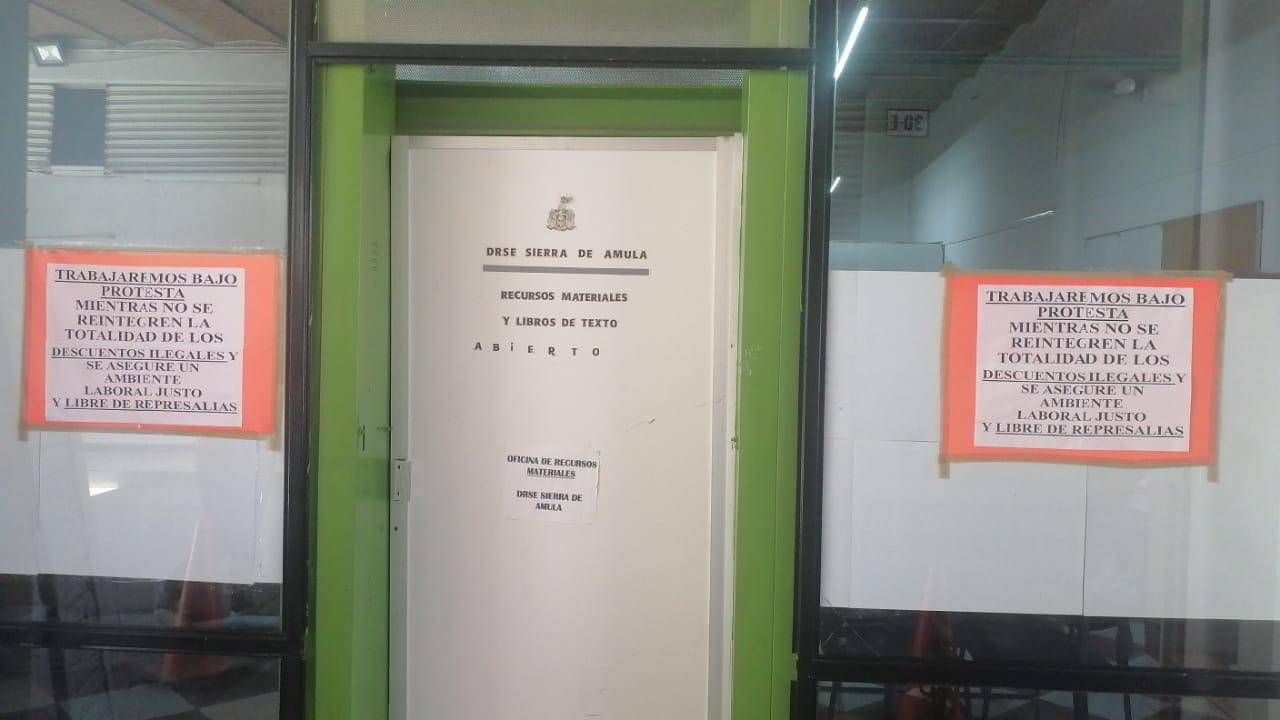 TRABAJAREMOS BAJO
PROTESTA
MIENTRAS NO SE
REINTEGREN LA
TOTALIDAD DE LOS
DESCUENTOS ILEGALES Y
SE ASEGURE UN
AMBIENTE
LABORAL JUSTO
Y LIBRE DE REPRESALIAS
DRSE SIERRA DE AMULA
RECURSOS MATERIALES
Y LIBROS DE TEXTO
ABiERTO
OFICINA DE RECURSOS
MATERIALES
DRSE SIERRA DE
AMULA
TRABAJAREMOS BAJO
PROTESTA
MIENTRAS NO SE
REINTEGREN LA
TOTALIDAD DE LOS
DESCUENTOS ILEGALES Y
SE ASEGURE UN
AMBIENTE
LABORAL JUSTO
Y LIBRE DE REPRESALIAS